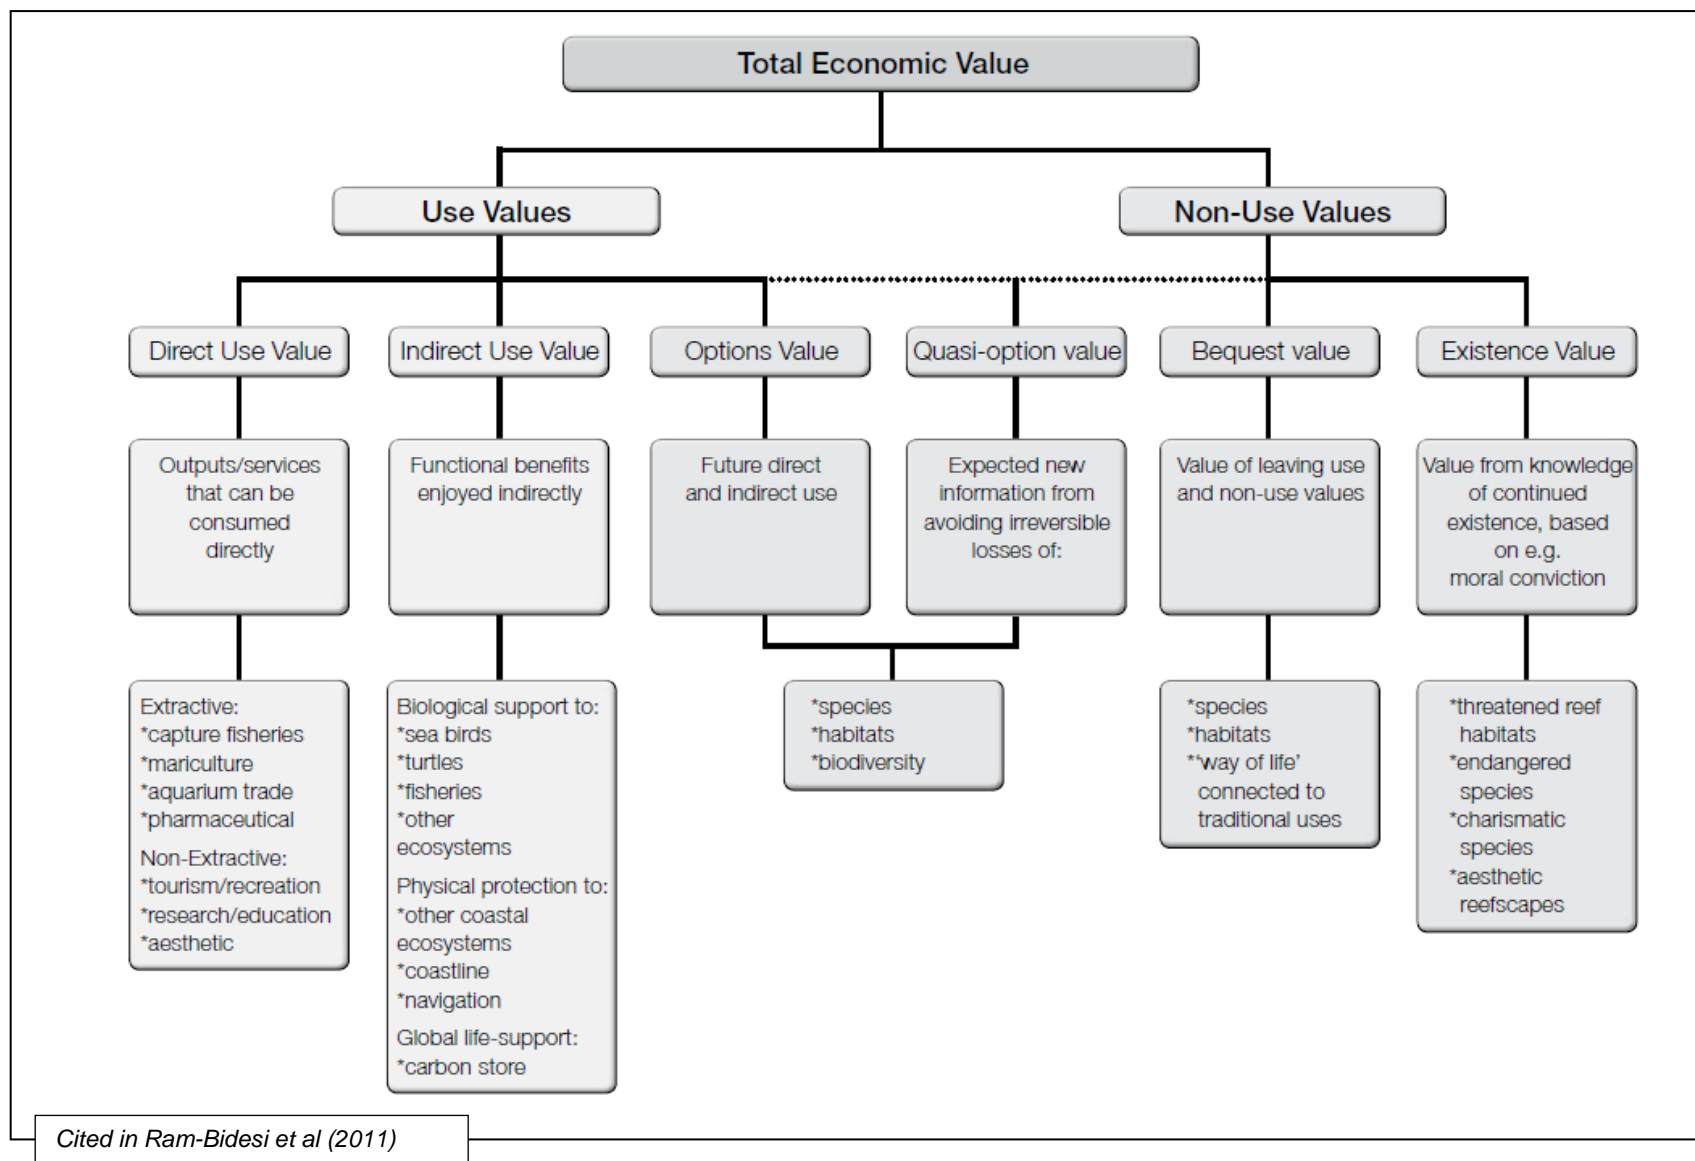 Total Economic Value
Use Values
Non-Use Values
Direct Use Value
Indirect Use Value
Options Value
Quasi-option value
Bequest value
Existence Value
Outputs/services
that can be
consumed
directly
Functional benefits
enjoyed indirectly
Future direct
and indirect use
Expected new
information from
avoiding irreversible
losses of:
Value of leaving use
and non-use values
Value from knowledge
of continued
existence, based
on e.g.
moral conviction
Extractive:
*capture fisheries
*mariculture
*aquarium trade
*pharmaceutical
Non-Extractive:
*tourism/recreation
*research/education
*aesthetic
Biological support to:
*sea birds
*turtles
*fisheries
*other
ecosystems
Physical protection to:
*other coastal
ecosystems
*coastline
*navigation
Global life-support:
*carbon store
*species
*habitats
*biodiversity
*species
*habitats
*‘way of life’
connected to
traditional uses
*threatened reef
habitats
*endangered
species
*charismatic
species
*aesthetic
reefscapes
Cited in Ram-Bidesi et al (2011)